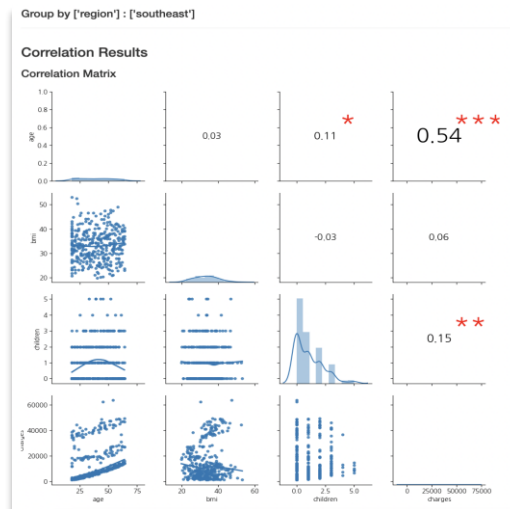 Group by ['region'] : ['southeast']
Correlation Results
Correlation Matrix
1.0
0.8
0.6
0.4
0.2
0.0
age
0.03
0.11 *
0.54 ***
50
40
30
20
bmi
-0.03
0.06
5
4
3
2
1
0
children
0.15 **
60000
40000
20000
0
25 50 75
20 40 60
0.0 2.5 5.0
0 25000 50000 75000
age
bmi
children
charges